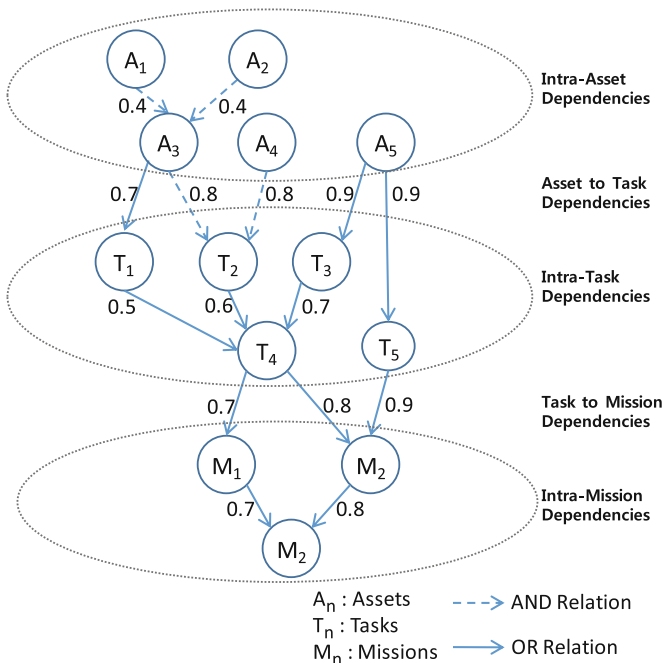 A₁ A₂
Intra-Asset
Dependencies
0.4 0.4
A₃ A₄ A₅
0.7 0.8 0.8 0.9 0.9
Asset to Task
Dependencies
T₁ T₂ T₃
Intra-Task
Dependencies
0.5 0.6 0.7
T₄ T₅
0.7 0.8 0.9
Task to Mission
Dependencies
M₁ M₂
Intra-Mission
Dependencies
0.7 0.8
M₂
Aₙ : Assets
AND Relation
Tₙ : Tasks
Mₙ : Missions
OR Relation